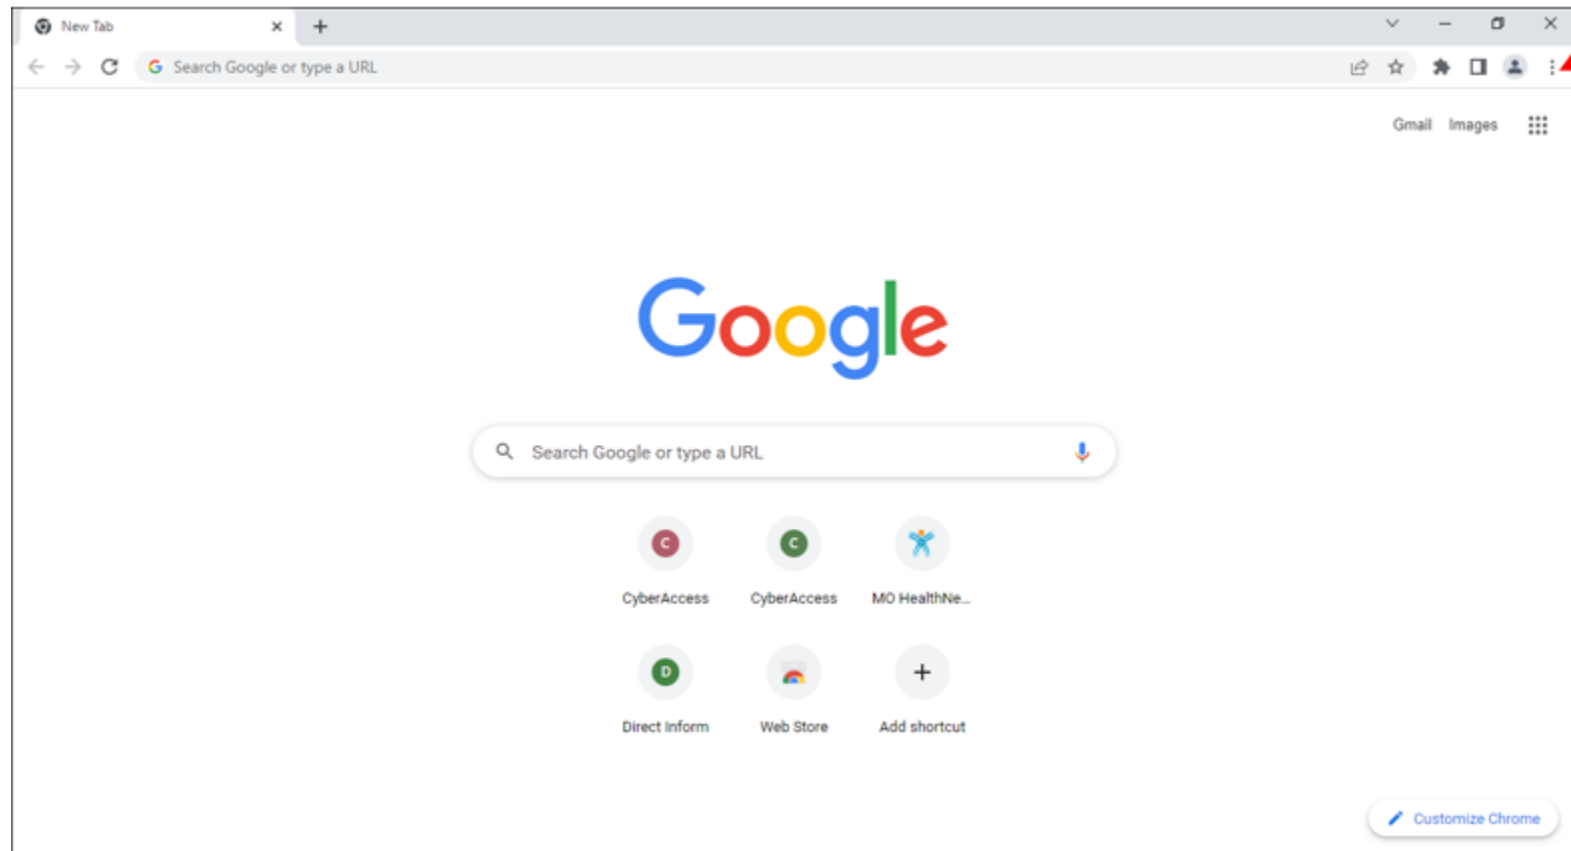 New Tab
Search Google or type a URL
Gmail Images
Google
Search Google or type a URL
C C
CyberAccess CyberAccess MO HealthNe...
D
Direct Inform Web Store Add shortcut
Customize Chrome